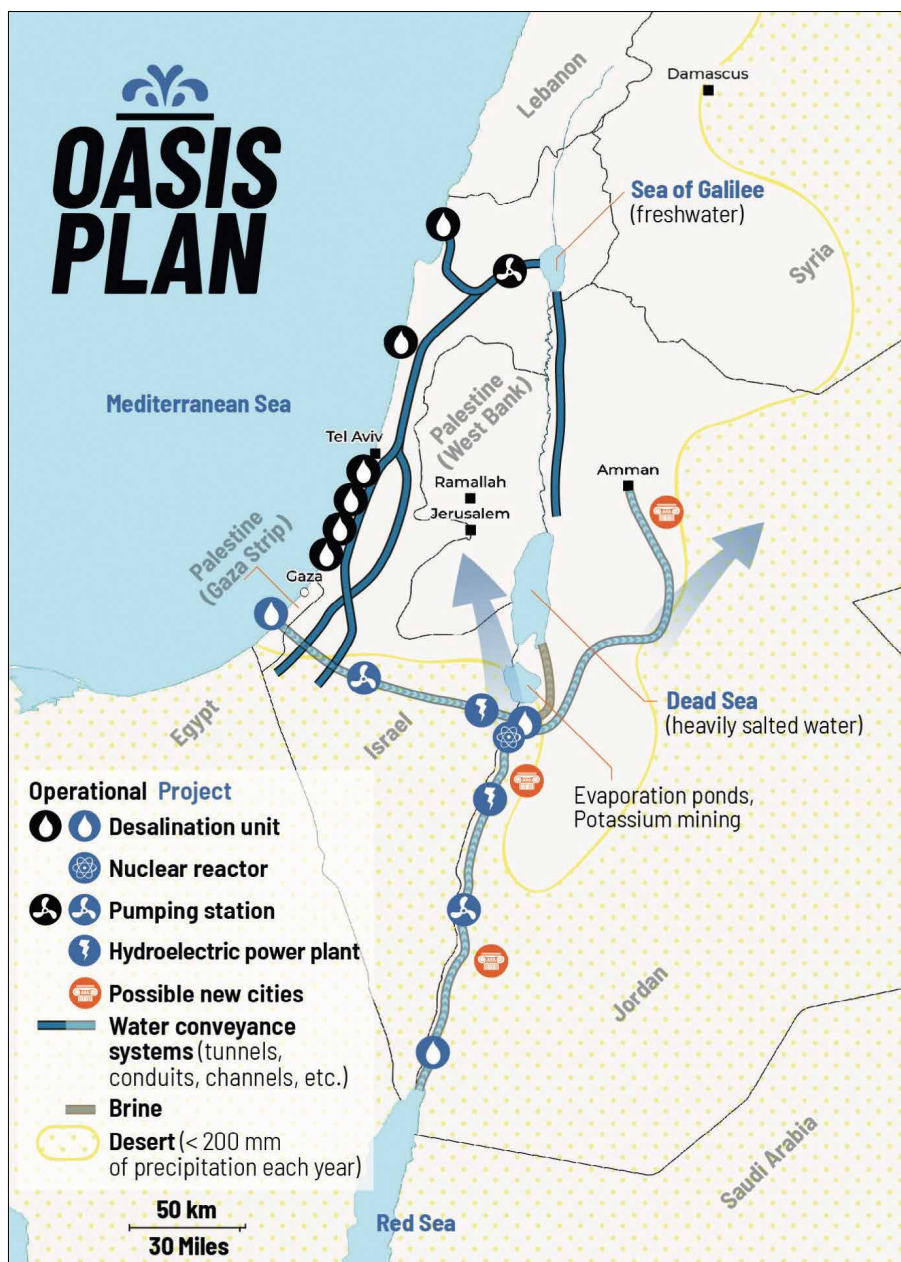 OASIS
PLAN
Lebanon
Damascus
Sea of Galilee
(freshwater)
Syria
Mediterranean Sea
Palestine
(West Bank)
Tel Aviv
Ramallah
Jerusalem
Amman
Palestine
(Gaza Strip)
Gaza
Dead Sea
(heavily salted water)
Egypt
Israel
Evaporation ponds,
Potassium mining
Jordan
Saudi Arabia
Red Sea
Operational Project
Desalination unit
Nuclear reactor
Pumping station
Hydroelectric power plant
Possible new cities
Water conveyance
systems (tunnels,
conduits, channels, etc.)
Brine
Desert (< 200 mm
of precipitation each year)
50 km
30 Miles